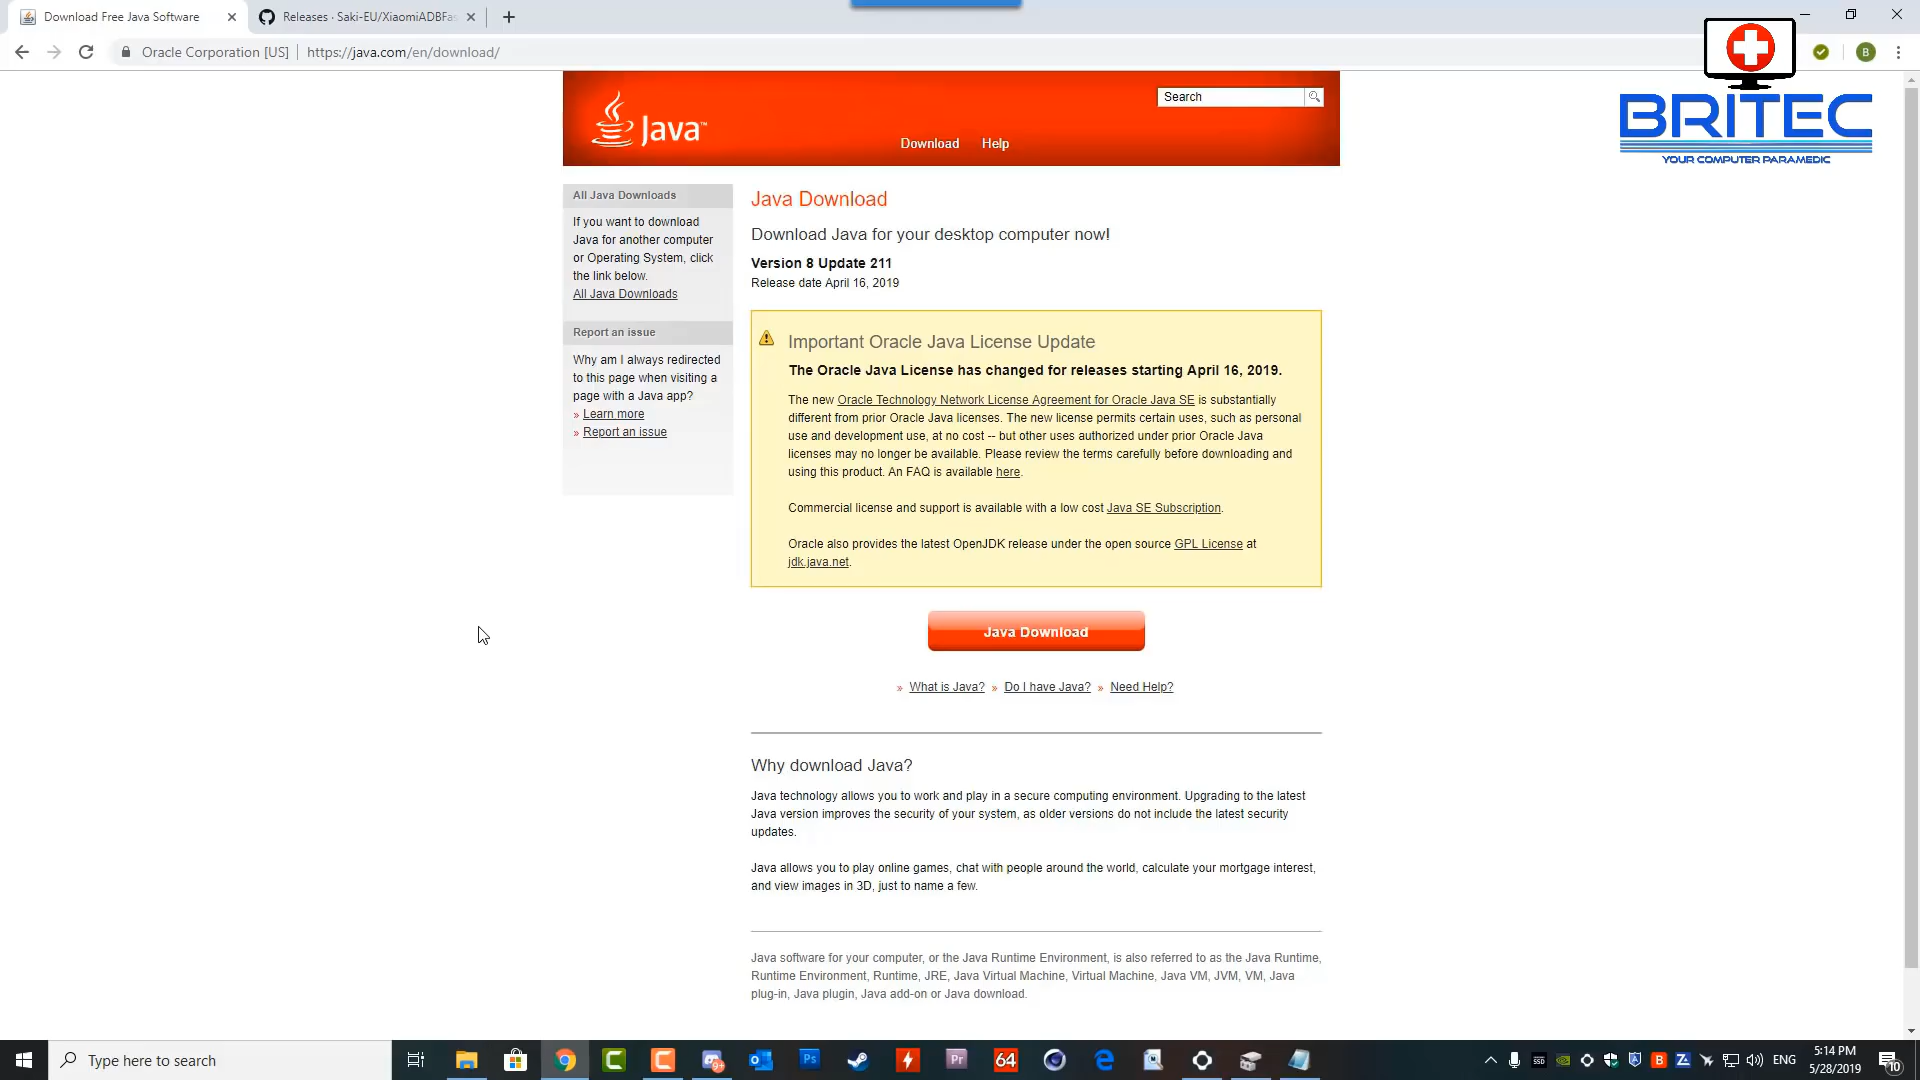 Download Free Java Software
Releases · Saki-EU/XiaomiADBFas
Oracle Corporation [US]
https://java.com/en/download/
B
BRITEC
YOUR COMPUTER PARAMEDIC
Java™
Search
Download
Help
All Java Downloads
If you want to download
Java for another computer
or Operating System, click
the link below.
All Java Downloads
Report an issue
Why am I always redirected
to this page when visiting a
page with a Java app?
» Learn more
» Report an issue
Java Download
Download Java for your desktop computer now!
Version 8 Update 211
Release date April 16, 2019
Important Oracle Java License Update
The Oracle Java License has changed for releases starting April 16, 2019.
The new Oracle Technology Network License Agreement for Oracle Java SE is substantially
different from prior Oracle Java licenses. The new license permits certain uses, such as personal
use and development use, at no cost -- but other uses authorized under prior Oracle Java
licenses may no longer be available. Please review the terms carefully before downloading and
using this product. An FAQ is available here.
Commercial license and support is available with a low cost Java SE Subscription.
Oracle also provides the latest OpenJDK release under the open source GPL License at
jdk.java.net.
Java Download
» What is Java? » Do I have Java? » Need Help?
Why download Java?
Java technology allows you to work and play in a secure computing environment. Upgrading to the latest
Java version improves the security of your system, as older versions do not include the latest security
updates.
Java allows you to play online games, chat with people around the world, calculate your mortgage interest,
and view images in 3D, just to name a few.
Java software for your computer, or the Java Runtime Environment, is also referred to as the Java Runtime,
Runtime Environment, Runtime, JRE, Java Virtual Machine, Virtual Machine, Java VM, JVM, VM, Java
plug-in, Java plugin, Java add-on or Java download.
Type here to search
Ps
Pr
64
ENG
5:14 PM
5/28/2019
10